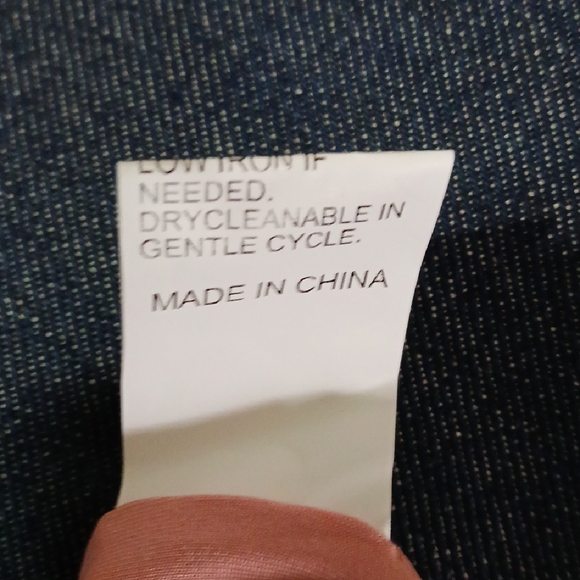 LOW IRON IF
NEEDED.
DRYCLEANABLE IN
GENTLE CYCLE.
MADE IN CHINA